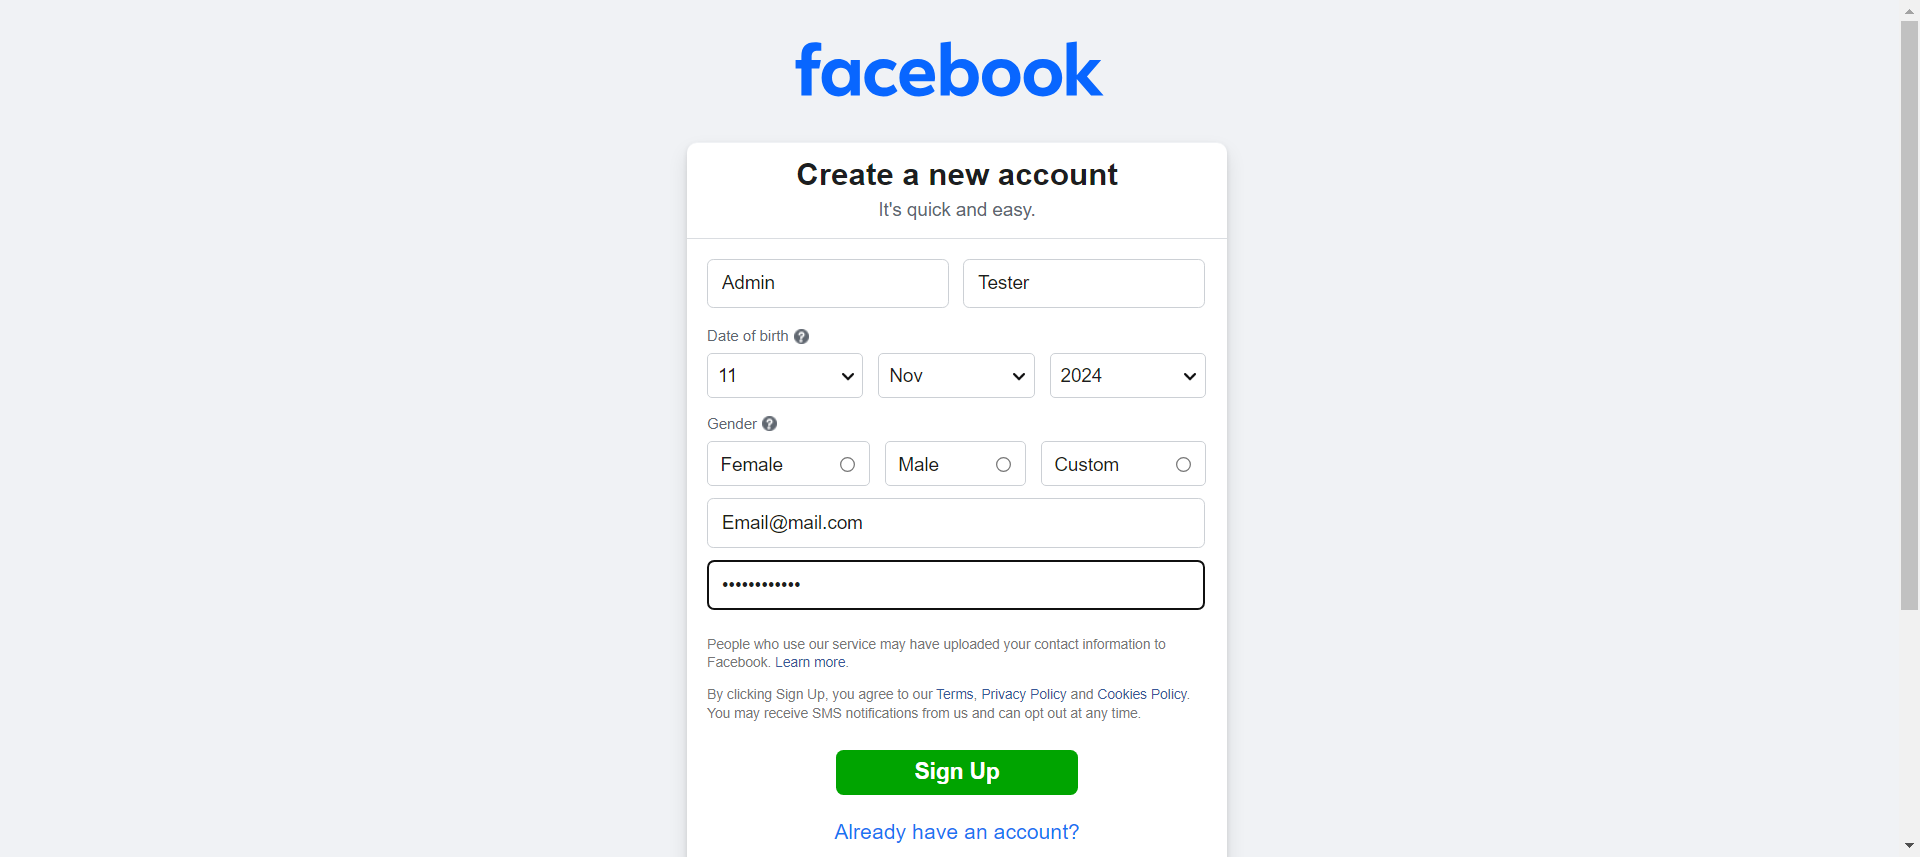 facebook
Create a new account
It's quick and easy.
Admin Tester
Date of birth ?
11 Nov 2024
Gender ?
Female Male Custom
Email@mail.com
••••••••••••
People who use our service may have uploaded your contact information to
Facebook. Learn more.
By clicking Sign Up, you agree to our Terms, Privacy Policy and Cookies Policy.
You may receive SMS notifications from us and can opt out at any time.
Sign Up
Already have an account?